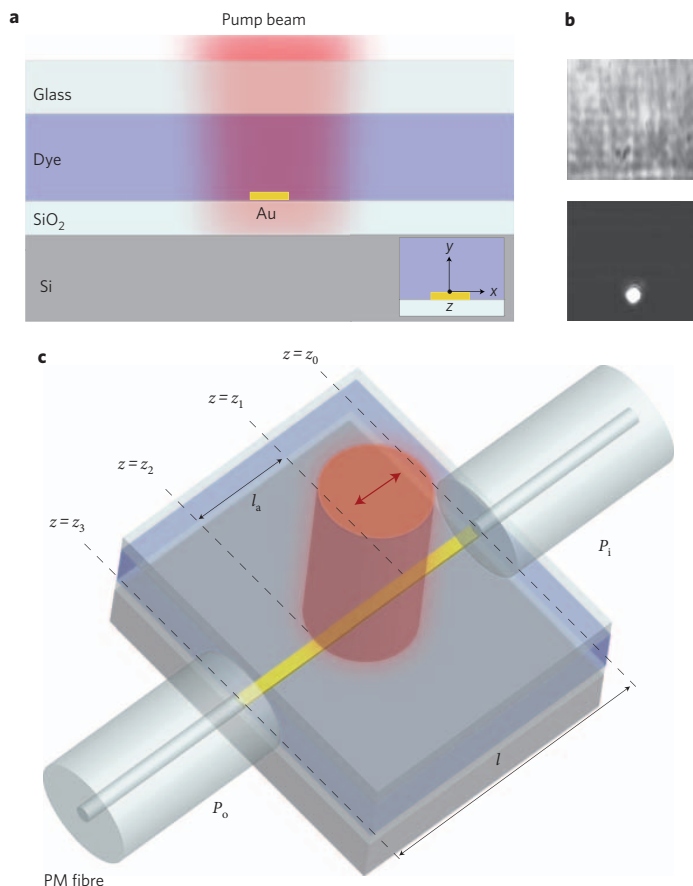 a
Pump beam
Glass
Dye
Au
SiO₂
Si
y
x
z
b
c
z = z₀
z = z₁
z = z₂
lₐ
z = z₃
Pᵢ
l
Pₒ
PM fibre